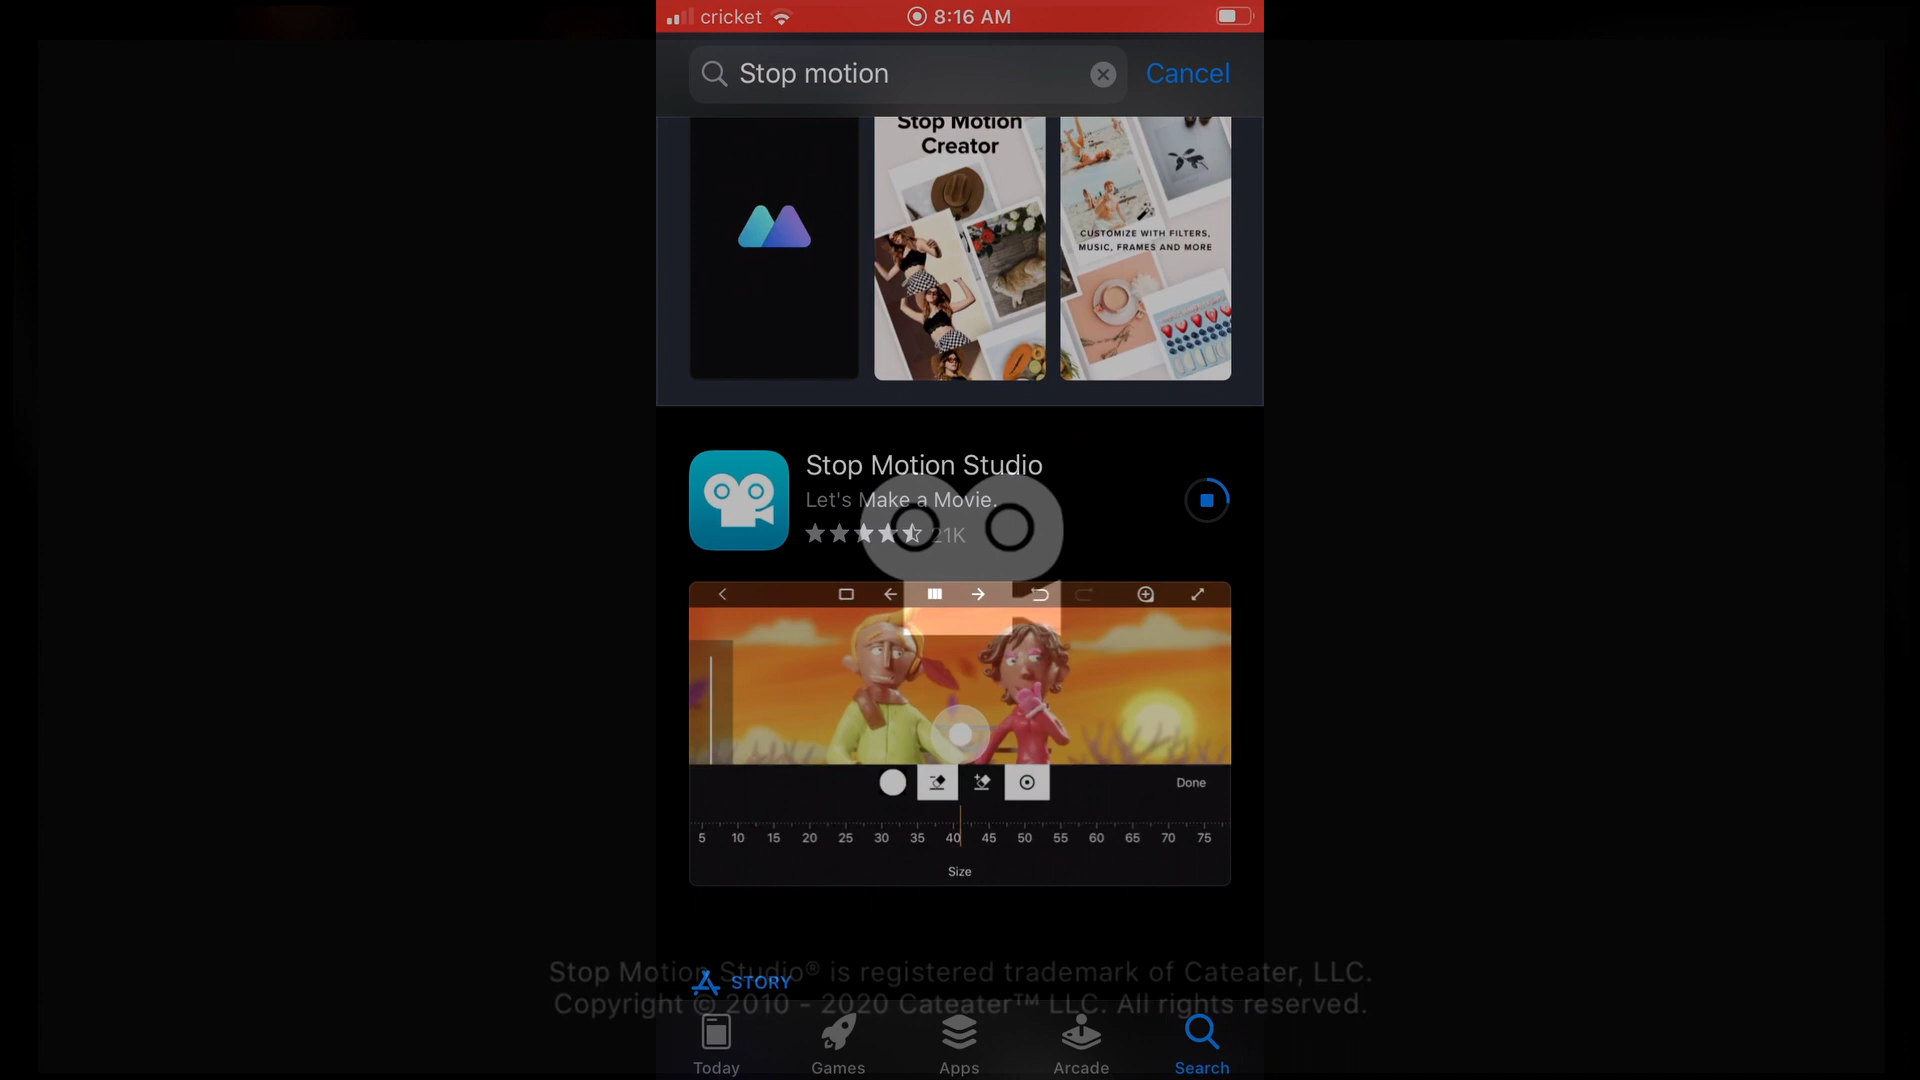 cricket
8:16 AM
Stop motion
Cancel
Stop Motion
Creator
CUSTOMIZE WITH FILTERS,
MUSIC, FRAMES AND MORE
Stop Motion Studio
Let's Make a Movie.
21K
Done
5 10 15 20 25 30 35 40 45 50 55 60 65 70 75
Size
STORY
Stop Motion Studio® is registered trademark of Cateater, LLC.
Copyright © 2010 - 2020 Cateater™ LLC. All rights reserved.
Today
Games
Apps
Arcade
Search